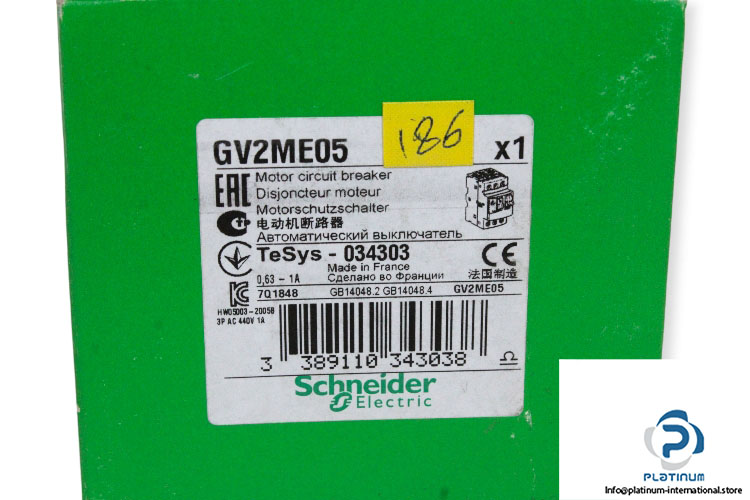 GV2ME05
186
x1
EAC
Motor circuit breaker
Disjoncteur moteur
Motorschutzschalter
电动机断路器
Автоматический выключатель
TeSys - 034303
CE
Made in France
0,63 - 1A
Сделано во Франции
法国制造
7Q1848
GB14048.2 GB14048.4
GV2ME05
HW05003-20058
3P AC 440V 1A
3 389110 343038
Schneider
Electric
PLATINUM
Info@platinum-international.store